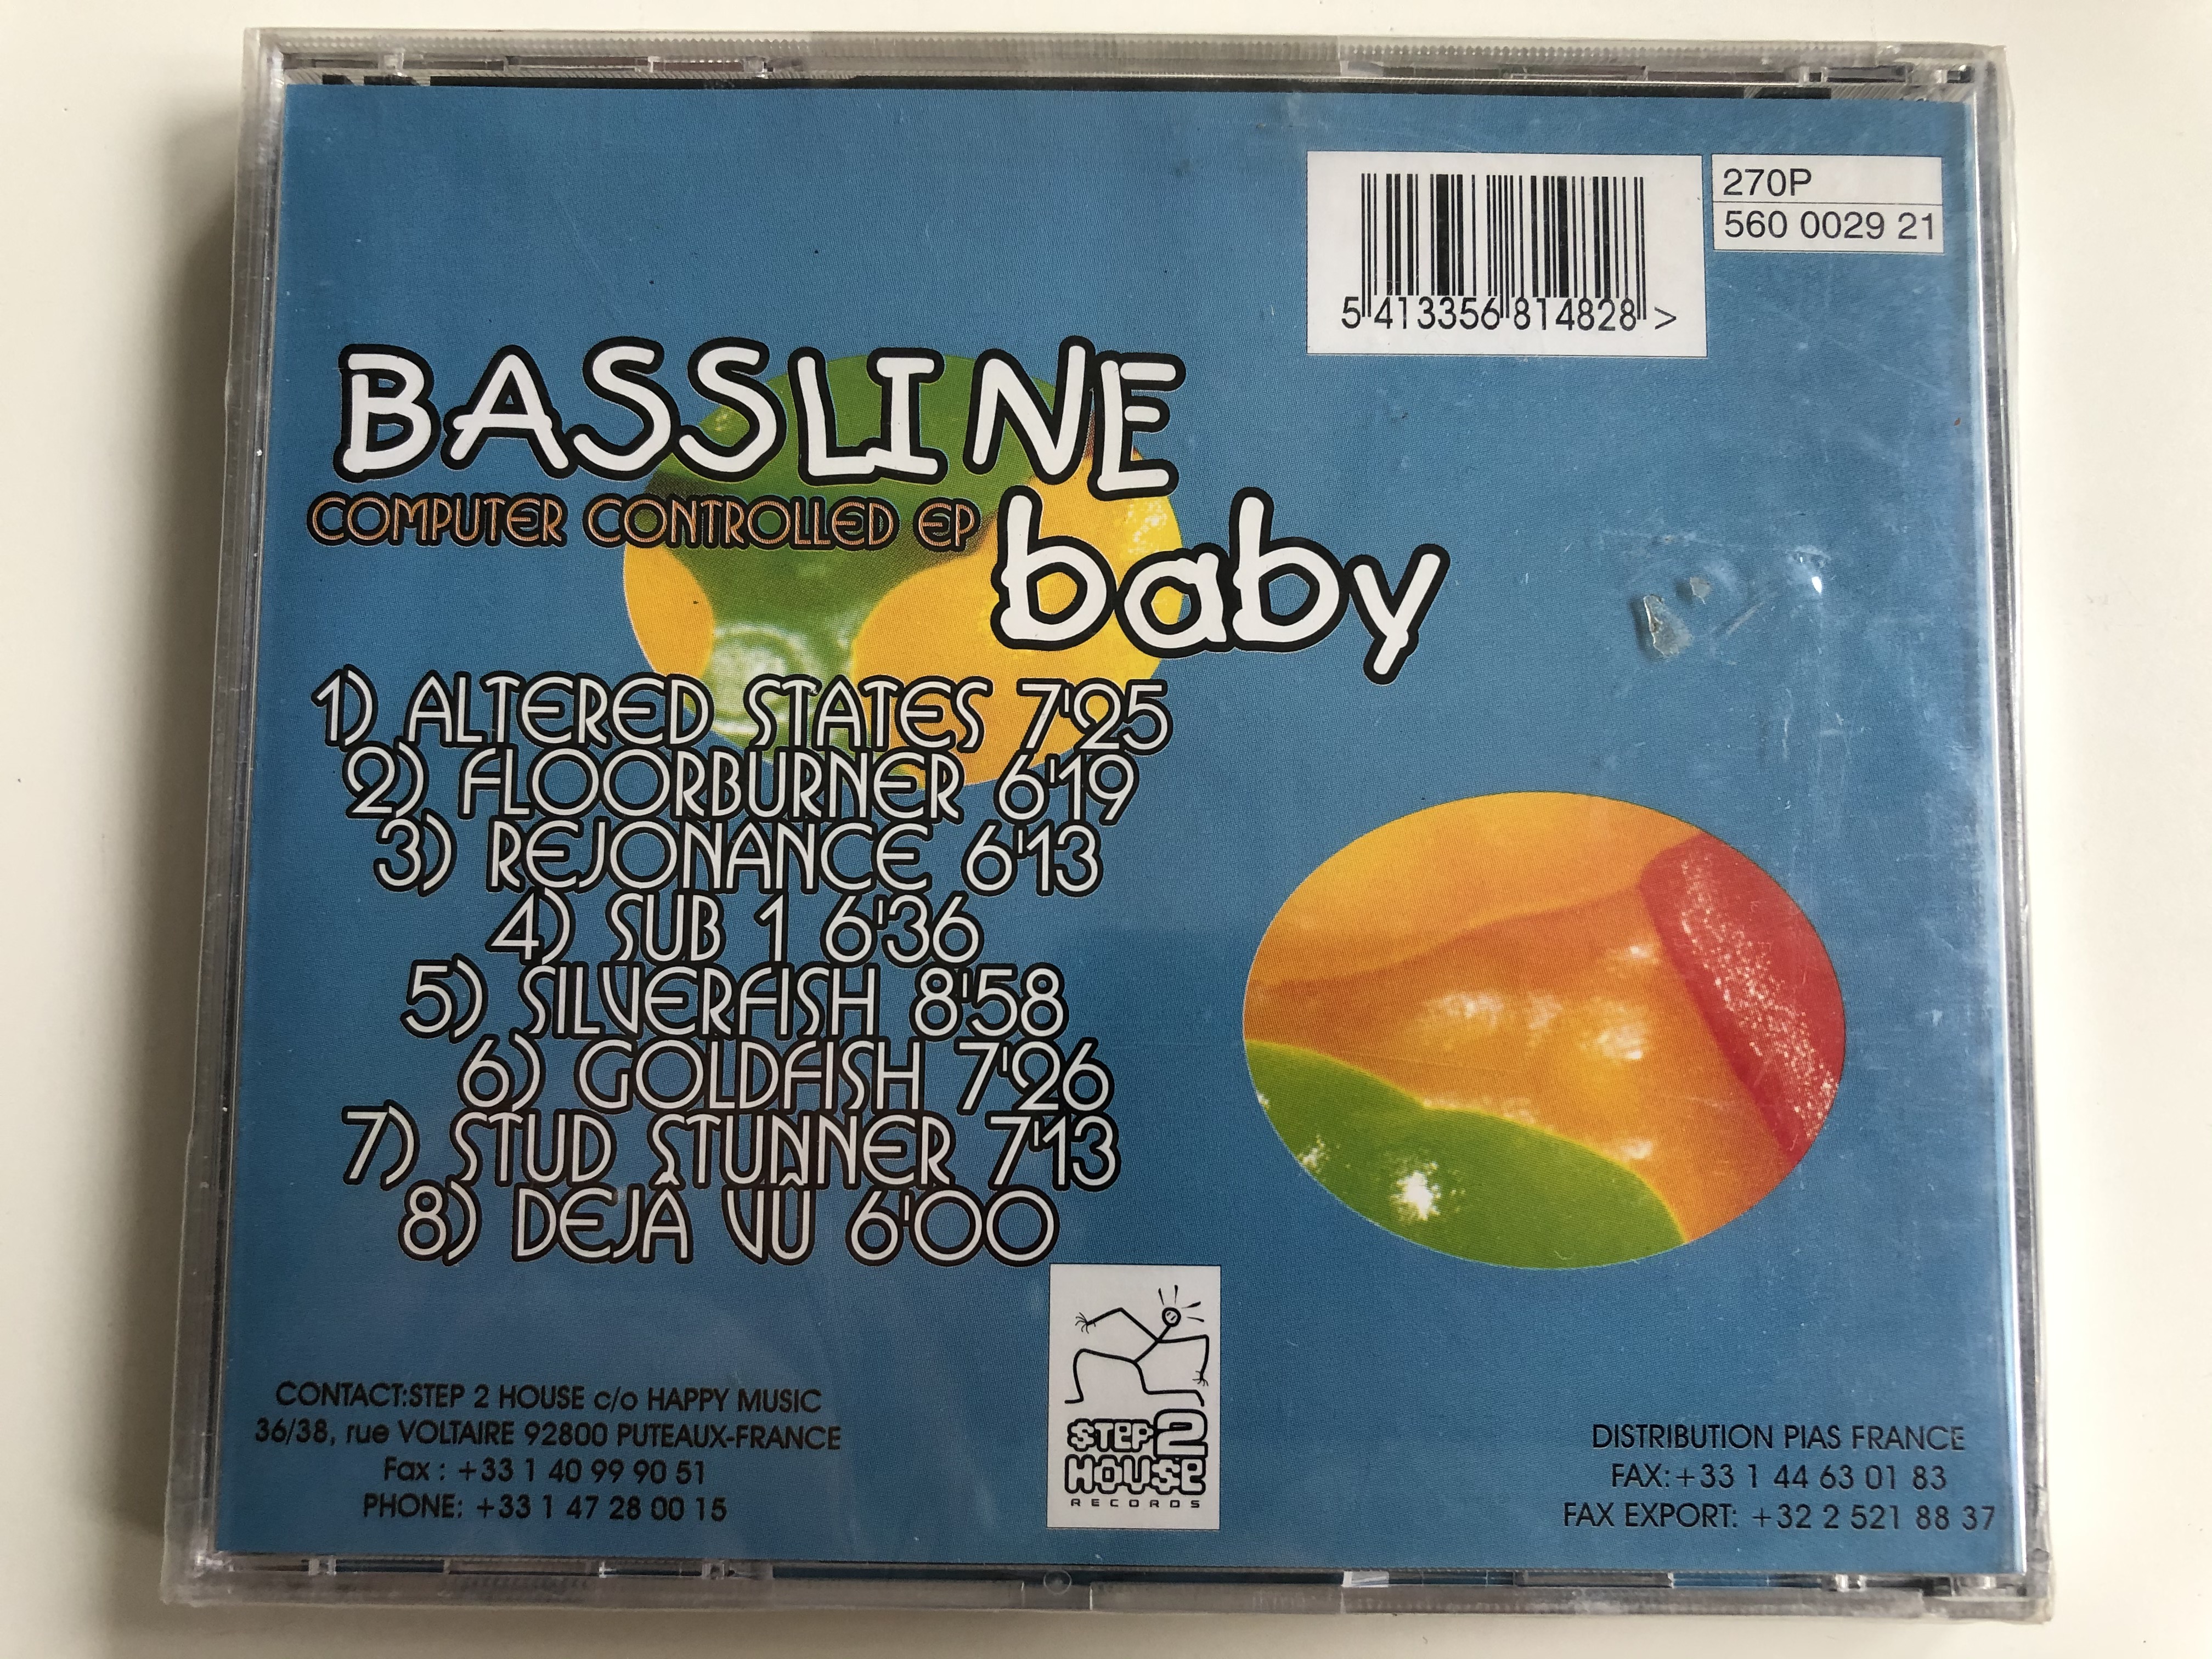 270P
560 0029 21
5 413356 814828 >
BASSLINE
COMPUTER CONTROLLED EP
baby
1) ALTERED STATES 7'25
2) FLOORBURNER 6'19
3) REJONANCE 6'13
4) SUB 1 6'36
5) SILVERFISH 8'58
6) GOLDFISH 7'26
7) STUD STUNNER 7'13
8) DEJÂ VÛ 6'00
CONTACT:STEP 2 HOUSE c/o HAPPY MUSIC
36/38, rue VOLTAIRE 92800 PUTEAUX-FRANCE
Fax : +33 1 40 99 90 51
PHONE: +33 1 47 28 00 15
STEP 2
HOUSE
RECORDS
DISTRIBUTION PIAS FRANCE
FAX:+33 1 44 63 01 83
FAX EXPORT: +32 2 521 88 37